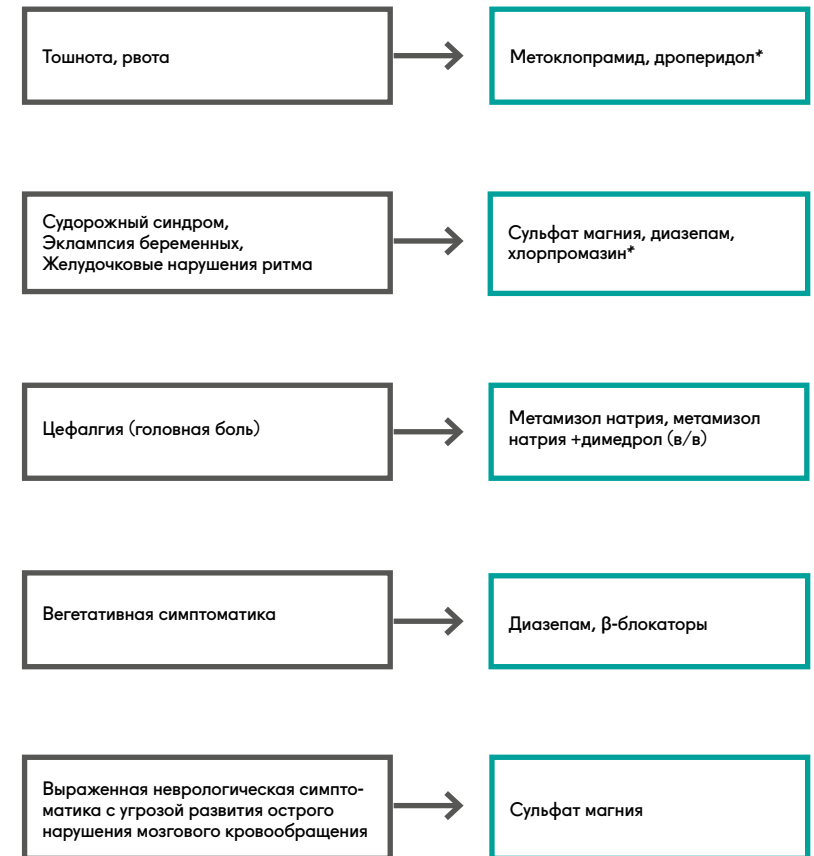 Тошнота, рвота
Метоклопрамид, дроперидол*
Судорожный синдром,
Эклампсия беременных,
Желудочковые нарушения ритма
Сульфат магния, диазепам,
хлорпромазин*
Цефалгия (головная боль)
Метамизол натрия, метамизол
натрия +димедрол (в/в)
Вегетативная симптоматика
Диазепам, β-блокаторы
Выраженная неврологическая симпто-
матика с угрозой развития острого
нарушения мозгового кровообращения
Сульфат магния